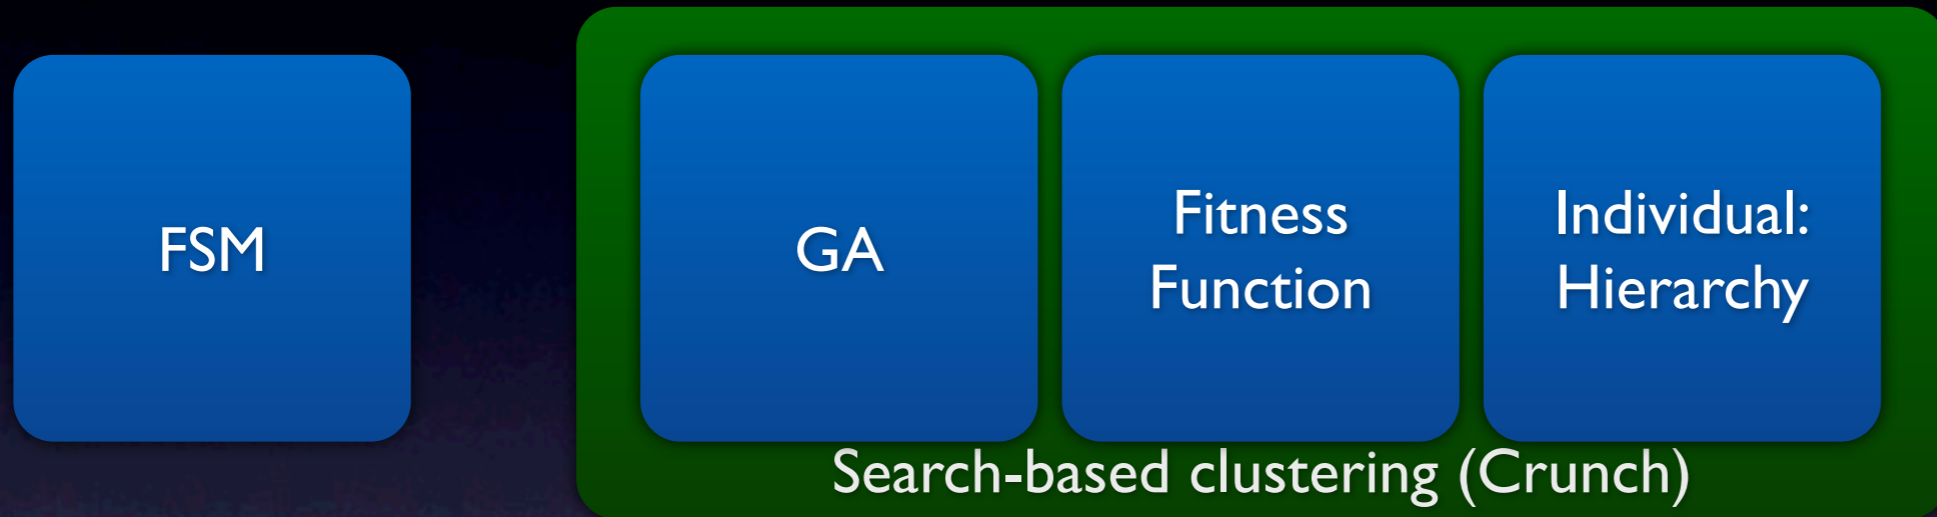 FSM
GA
Fitness
Function
Individual:
Hierarchy
Search-based clustering (Crunch)